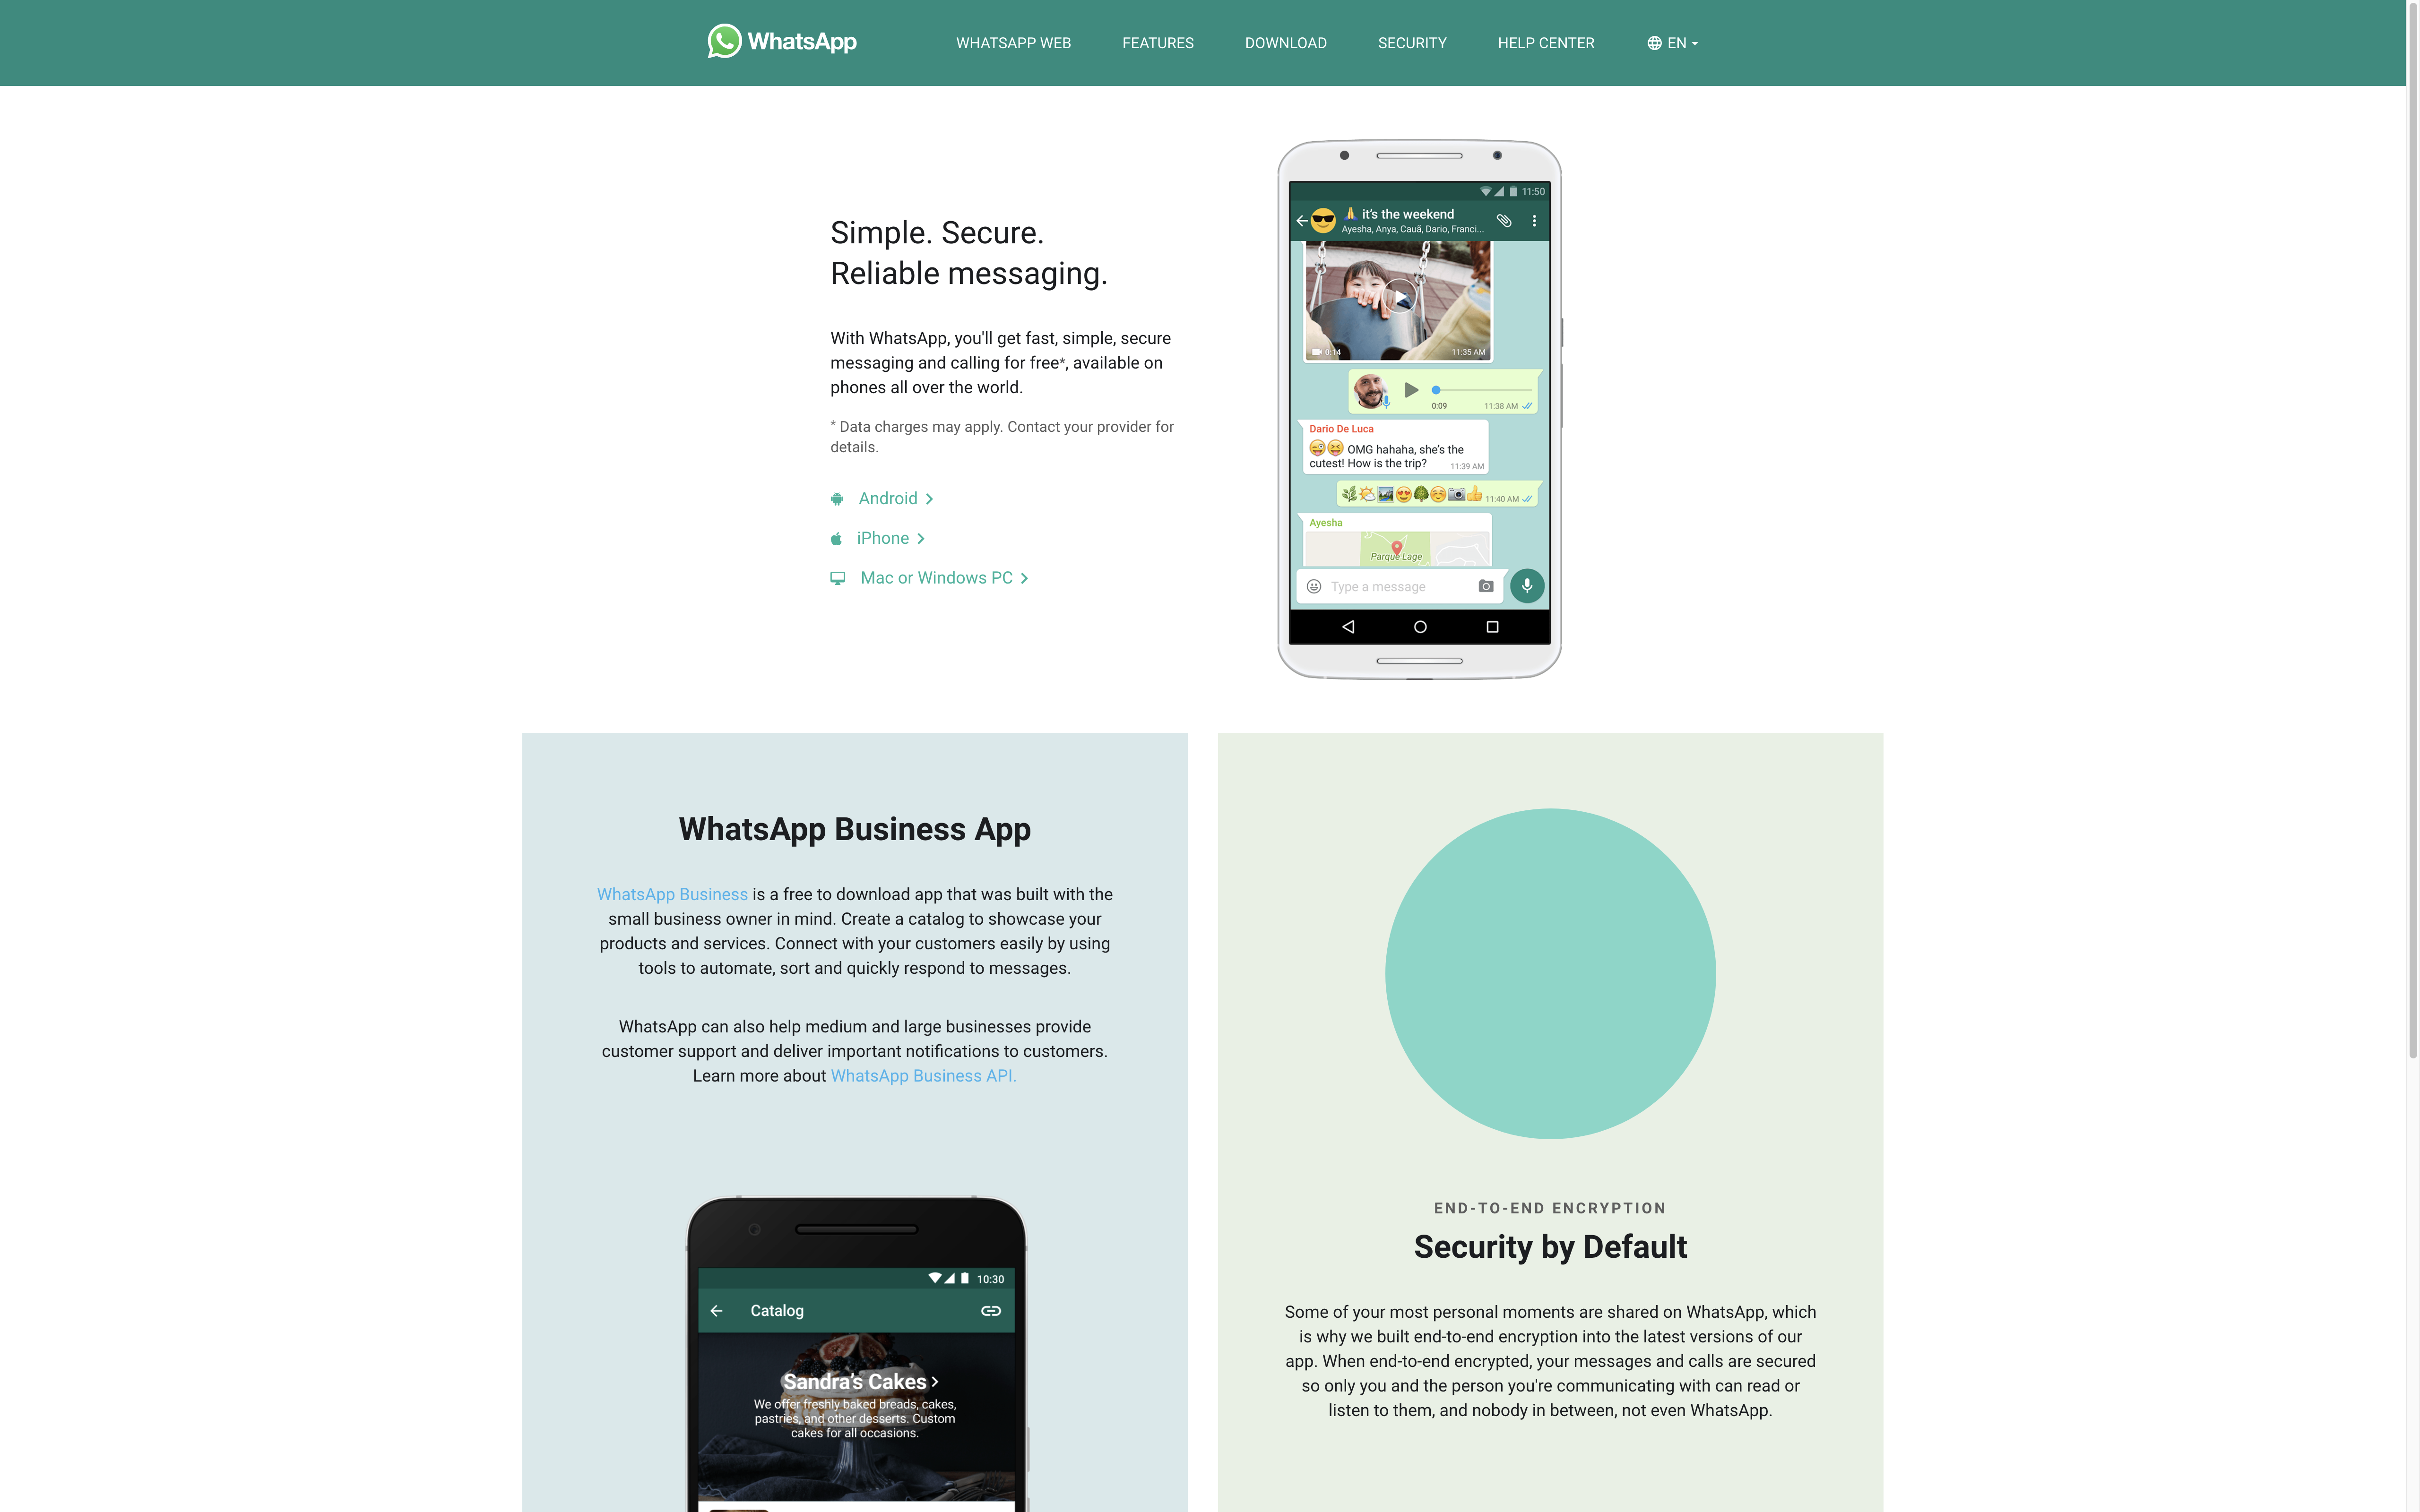 WhatsApp
WHATSAPP WEB
FEATURES
DOWNLOAD
SECURITY
HELP CENTER
EN
Simple. Secure.
Reliable messaging.
With WhatsApp, you'll get fast, simple, secure
messaging and calling for free*, available on
phones all over the world.
* Data charges may apply. Contact your provider for
details.
Android
iPhone
Mac or Windows PC
11:50
🙏 it's the weekend
Ayesha, Anya, Cauã, Dario, Franci...
0:14
11:35 AM
0:09
11:38 AM
Dario De Luca
😜😝 OMG hahaha, she's the
cutest! How is the trip?
11:39 AM
11:40 AM
Ayesha
Parque Lage
Type a message
WhatsApp Business App
WhatsApp Business is a free to download app that was built with the
small business owner in mind. Create a catalog to showcase your
products and services. Connect with your customers easily by using
tools to automate, sort and quickly respond to messages.
WhatsApp can also help medium and large businesses provide
customer support and deliver important notifications to customers.
Learn more about WhatsApp Business API.
10:30
Catalog
Sandra's Cakes
We offer freshly baked breads, cakes,
pastries, and other desserts. Custom
cakes for all occasions.
END-TO-END ENCRYPTION
Security by Default
Some of your most personal moments are shared on WhatsApp, which
is why we built end-to-end encryption into the latest versions of our
app. When end-to-end encrypted, your messages and calls are secured
so only you and the person you're communicating with can read or
listen to them, and nobody in between, not even WhatsApp.